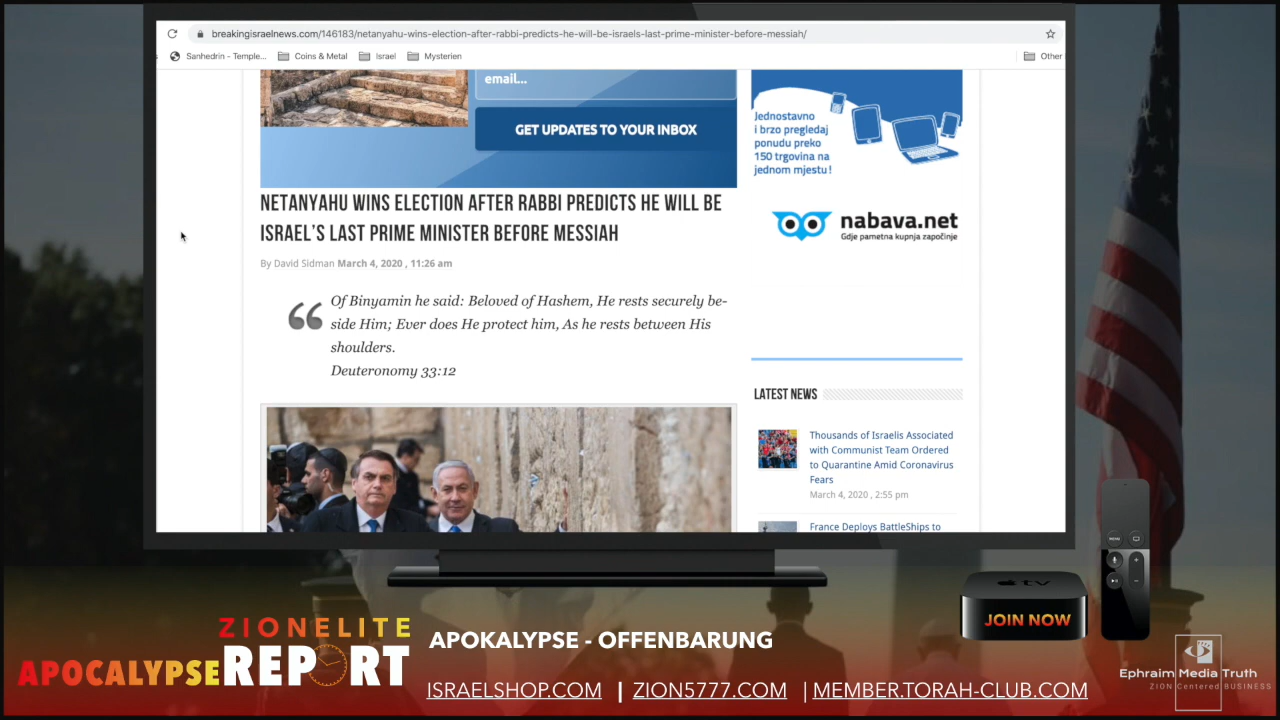 breakingisraelnews.com/146183/netanyahu-wins-election-after-rabbi-predicts-he-will-be-israels-last-prime-minister-before-messiah/
Sanhedrin - Temple... Coins & Metal Israel Mysterien Other
email...
GET UPDATES TO YOUR INBOX
Jednostavno
i brzo pregledaj
ponudu preko
150 trgovina na
jednom mjestu!
nabava.net
Gdje pametna kupnja započinje
NETANYAHU WINS ELECTION AFTER RABBI PREDICTS HE WILL BE
ISRAEL'S LAST PRIME MINISTER BEFORE MESSIAH
By David Sidman March 4, 2020 , 11:26 am
Of Binyamin he said: Beloved of Hashem, He rests securely be-
side Him; Ever does He protect him, As he rests between His
shoulders.
Deuteronomy 33:12
LATEST NEWS
Thousands of Israelis Associated
with Communist Team Ordered
to Quarantine Amid Coronavirus
Fears
March 4, 2020 , 2:55 pm
France Deploys BattleShips to
MENU
tv
JOIN NOW
ZIONELITE
APOCALYPSE REPORT
APOKALYPSE - OFFENBARUNG
ISRAELSHOP.COM | ZION5777.COM | MEMBER.TORAH-CLUB.COM
Ephraim Media Truth
ZION Centered BUSINESS